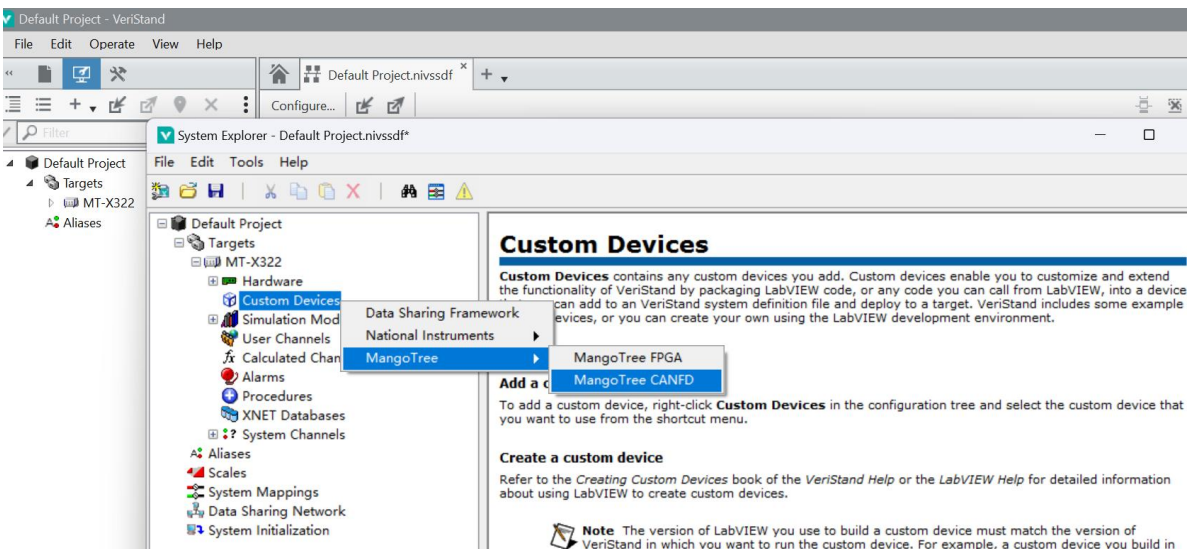 Default Project - VeriStand
File Edit Operate View Help
Default Project.nivssdf
Configure...
Filter
Default Project
Targets
MT-X322
Aliases
System Explorer - Default Project.nivssdf*
File Edit Tools Help
Default Project
Targets
MT-X322
Hardware
Custom Devices
Simulation Mod
User Channels
Calculated Chan
Alarms
Procedures
XNET Databases
System Channels
Aliases
Scales
System Mappings
Data Sharing Network
System Initialization
Data Sharing Framework
National Instruments
MangoTree
MangoTree FPGA
MangoTree CANFD
Custom Devices
Custom Devices contains any custom devices you add. Custom devices enable you to customize and extend
the functionality of VeriStand by packaging LabVIEW code, or any code you can call from LabVIEW, into a device
can add to an VeriStand system definition file and deploy to a target. VeriStand includes some example
evices, or you can create your own using the LabVIEW development environment.
Add a c
To add a custom device, right-click Custom Devices in the configuration tree and select the custom device that
you want to use from the shortcut menu.
Create a custom device
Refer to the Creating Custom Devices book of the VeriStand Help or the LabVIEW Help for detailed information
about using LabVIEW to create custom devices.
Note The version of LabVIEW you use to build a custom device must match the version of
VeriStand in which you want to run the custom device. For example, a custom device you build in